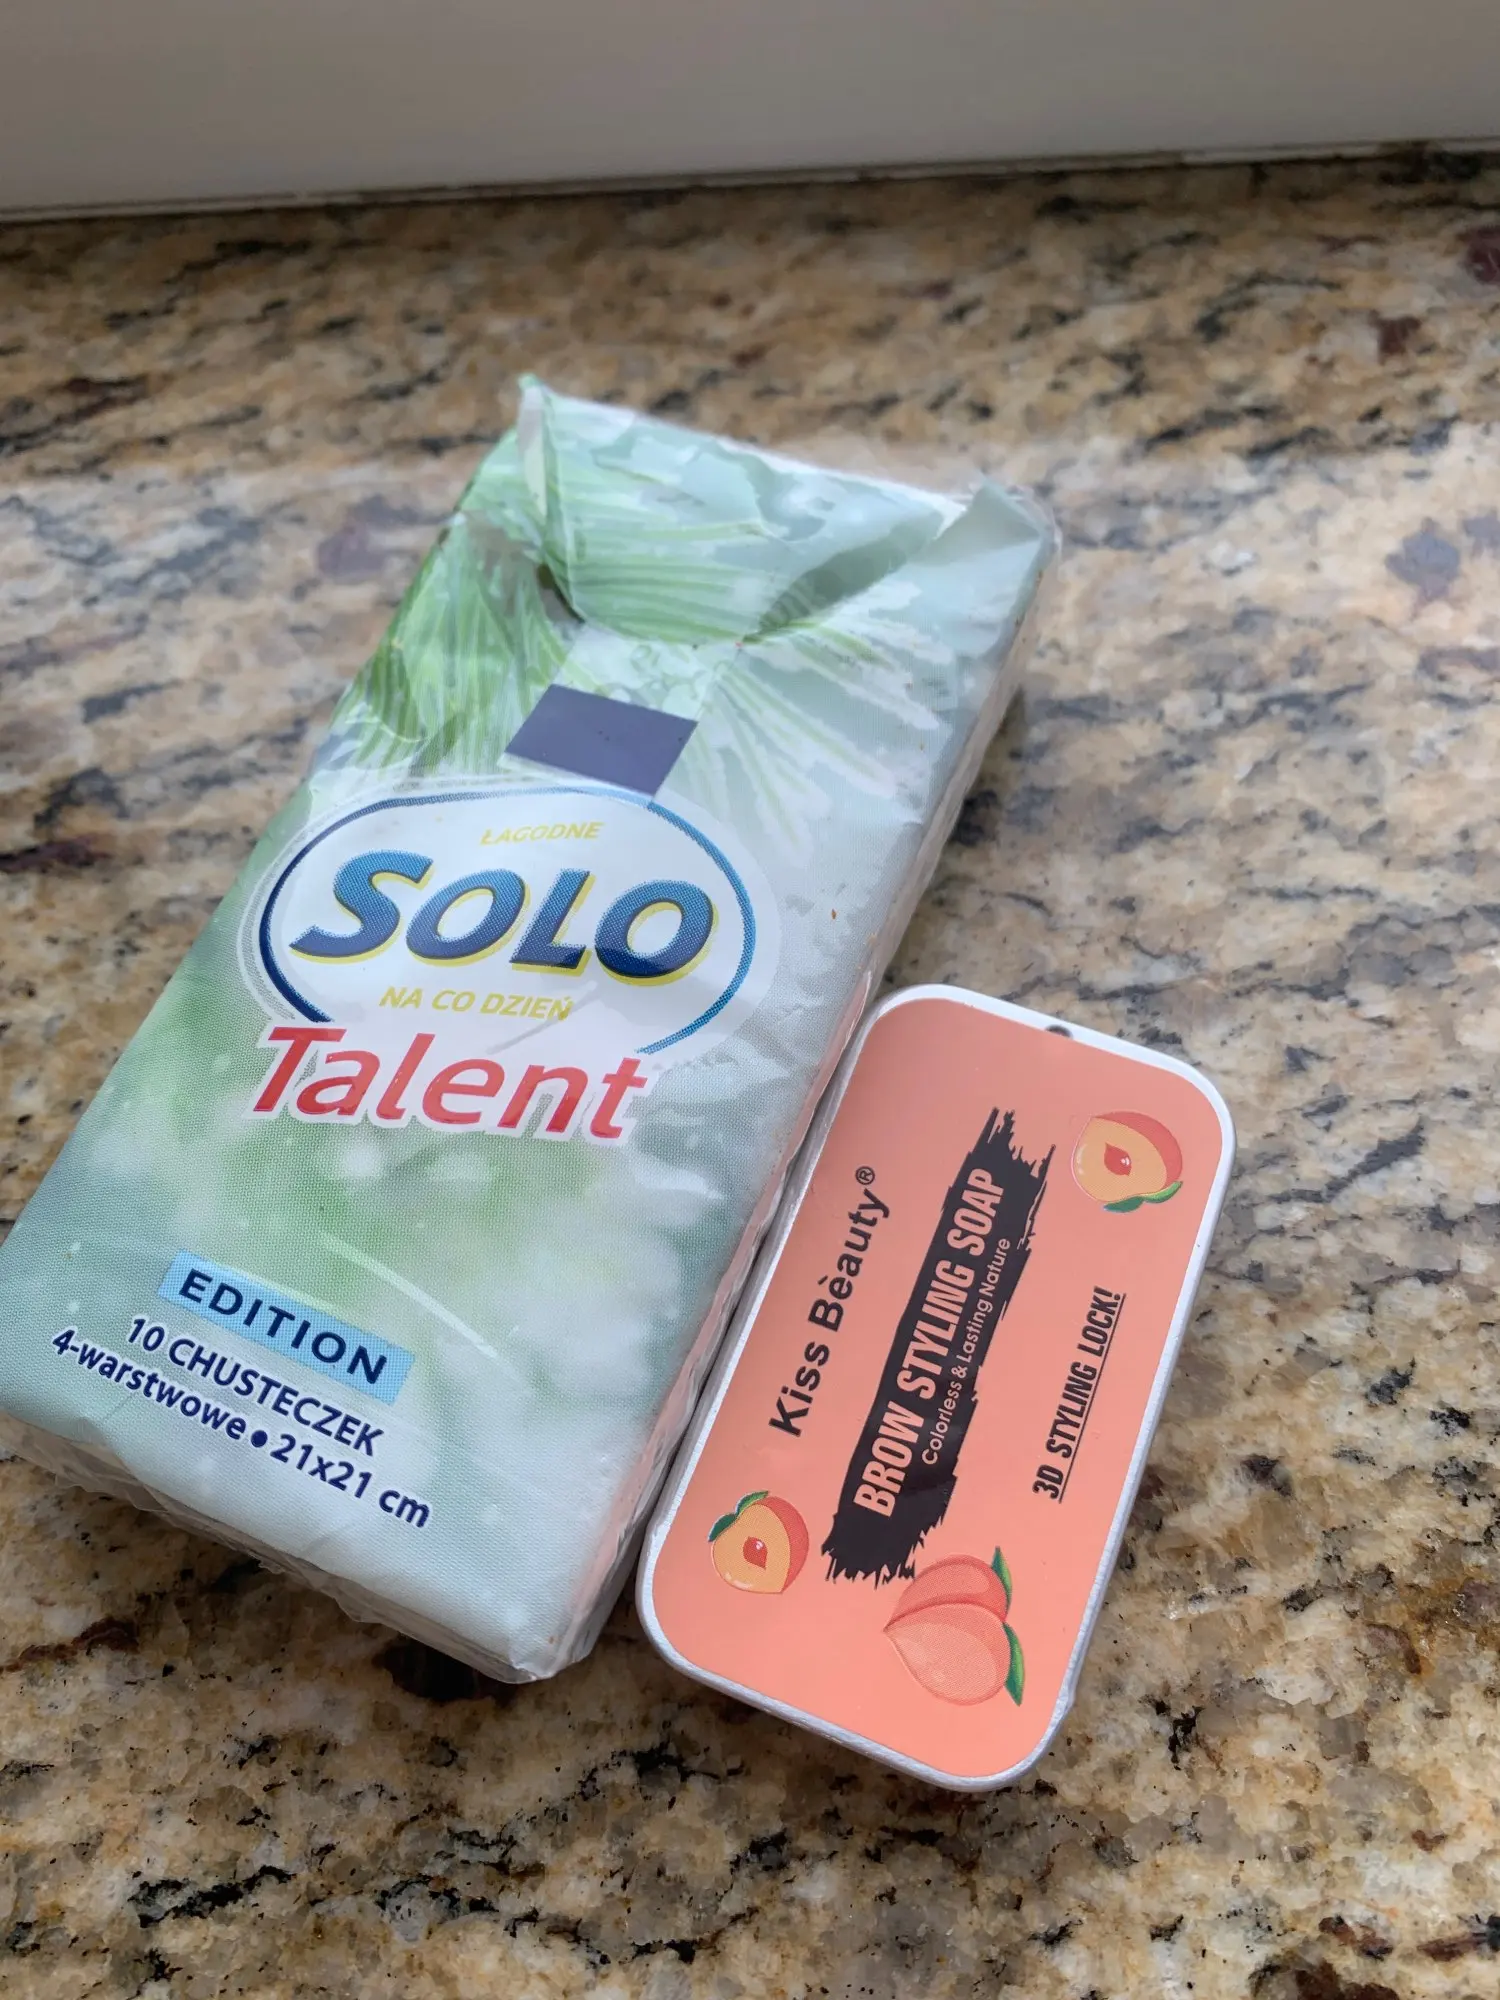 ŁAGODNE
SOLO
NA CO DZIEŃ
Talent
EDITION
10 CHUSTECZEK
4-warstwowe • 21x21 cm
Kiss Bèauty®
BROW STYLING SOAP
Colorless & Lasting Nature
3D STYLING LOCK!